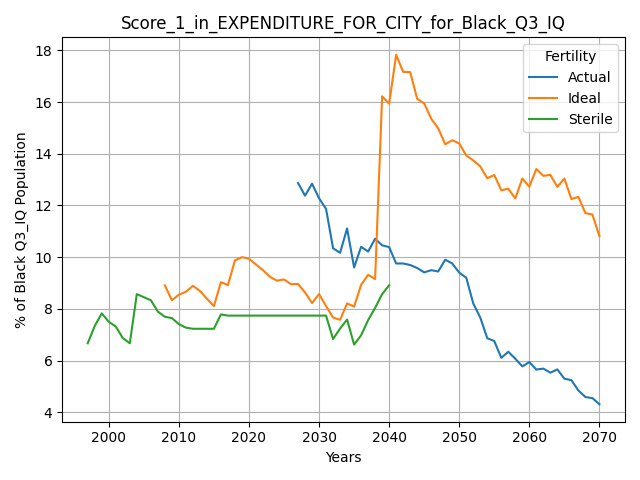 Score_1_in_EXPENDITURE_FOR_CITY_for_Black_Q3_IQ
% of Black Q3_IQ Population
18
16
14
12
10
8
6
4
Fertility
Actual
Ideal
Sterile
2000 2010 2020 2030 2040 2050 2060 2070
Years